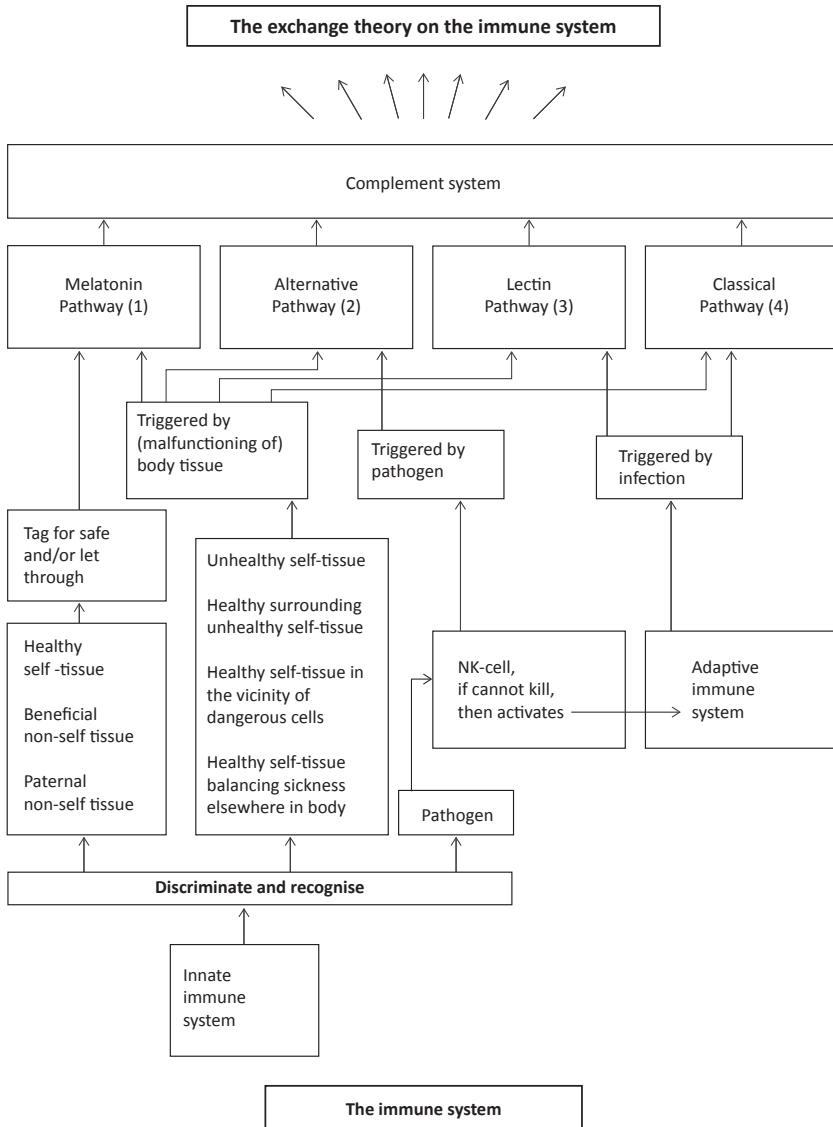 The exchange theory on the immune system
Complement system
Melatonin
Pathway (1)
Alternative
Pathway (2)
Lectin
Pathway (3)
Classical
Pathway (4)
Triggered by
(malfunctioning of)
body tissue
Triggered by
pathogen
Triggered by
infection
Tag for safe
and/or let
through
Unhealthy self-tissue
Healthy surrounding
unhealthy self-tissue
Healthy self-tissue in
the vicinity of
dangerous cells
Healthy self-tissue
balancing sickness
elsewhere in body
Healthy
self -tissue
Beneficial
non-self tissue
Paternal
non-self tissue
NK-cell,
if cannot kill,
then activates
Adaptive
immune
system
Pathogen
Discriminate and recognise
Innate
immune
system
The immune system